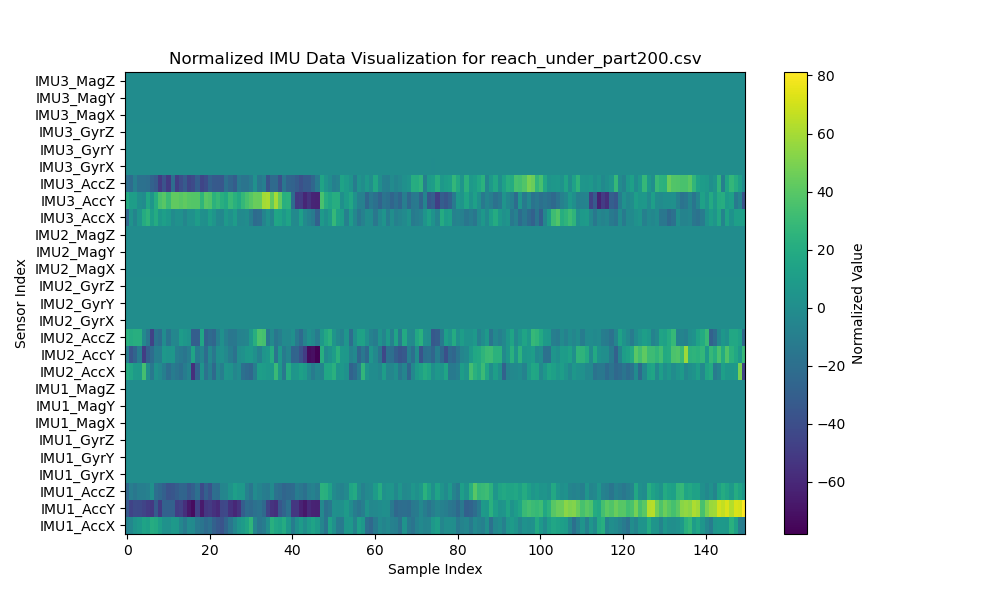 Normalized IMU Data Visualization for reach_under_part200.csv
IMU3_MagZ
IMU3_MagY
IMU3_MagX
IMU3_GyrZ
IMU3_GyrY
IMU3_GyrX
IMU3_AccZ
IMU3_AccY
IMU3_AccX
IMU2_MagZ
IMU2_MagY
IMU2_MagX
IMU2_GyrZ
IMU2_GyrY
IMU2_GyrX
IMU2_AccZ
IMU2_AccY
IMU2_AccX
IMU1_MagZ
IMU1_MagY
IMU1_MagX
IMU1_GyrZ
IMU1_GyrY
IMU1_GyrX
IMU1_AccZ
IMU1_AccY
IMU1_AccX
Sensor Index
0 20 40 60 80 100 120 140
Sample Index
80
60
40
20
0
−20
−40
−60
Normalized Value